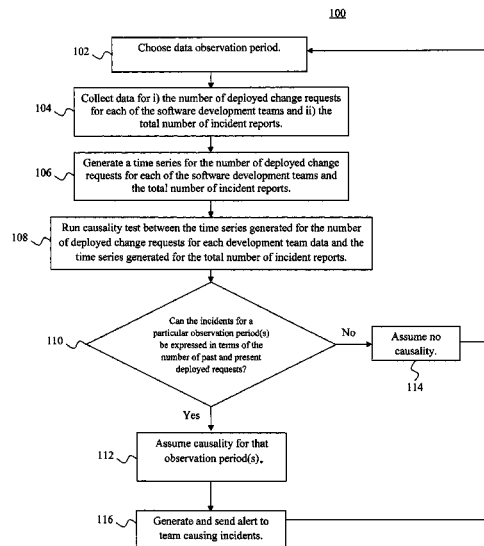 100
102
Choose data observation period.
104
Collect data for i) the number of deployed change requests
for each of the software development teams and ii) the
total number of incident reports.
106
Generate a time series for the number of deployed change
requests for each of the software development teams and
the total number of incident reports.
108
Run causality test between the time series generated for the
number of deployed change requests for each development team data and the
time series generated for the total number of incident reports.
110
Can the incidents for a
particular observation period(s)
be expressed in terms of the
number of past and present
deployed requests?
No
Assume no
causality.
114
Yes
112
Assume causality for that
observation period(s).
116
Generate and send alert to
team causing incidents.